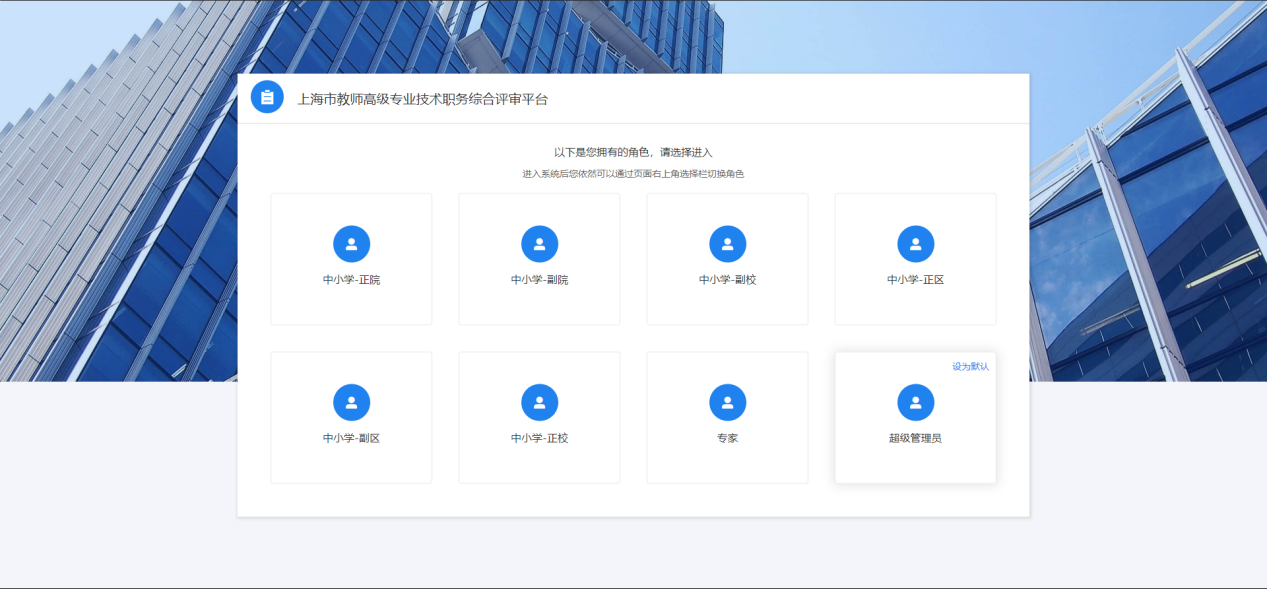 上海市教师高级专业技术职务综合评审平台
以下是您拥有的角色，请选择进入
进入系统后您依然可以通过页面右上角选择栏切换角色
中小学-正院
中小学-副院
中小学-副校
中小学-正区
设为默认
中小学-副区
中小学-正校
专家
超级管理员